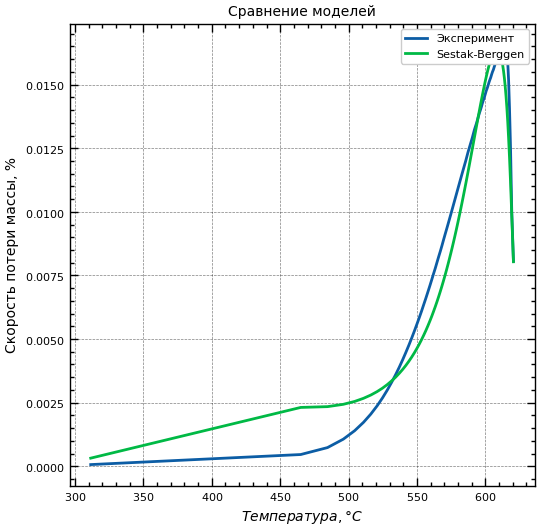 Сравнение моделей
Эксперимент
Sestak-Berggen
Скорость потери массы, %
0.0150
0.0125
0.0100
0.0075
0.0050
0.0025
0.0000
300 350 400 450 500 550 600
Температура, °C